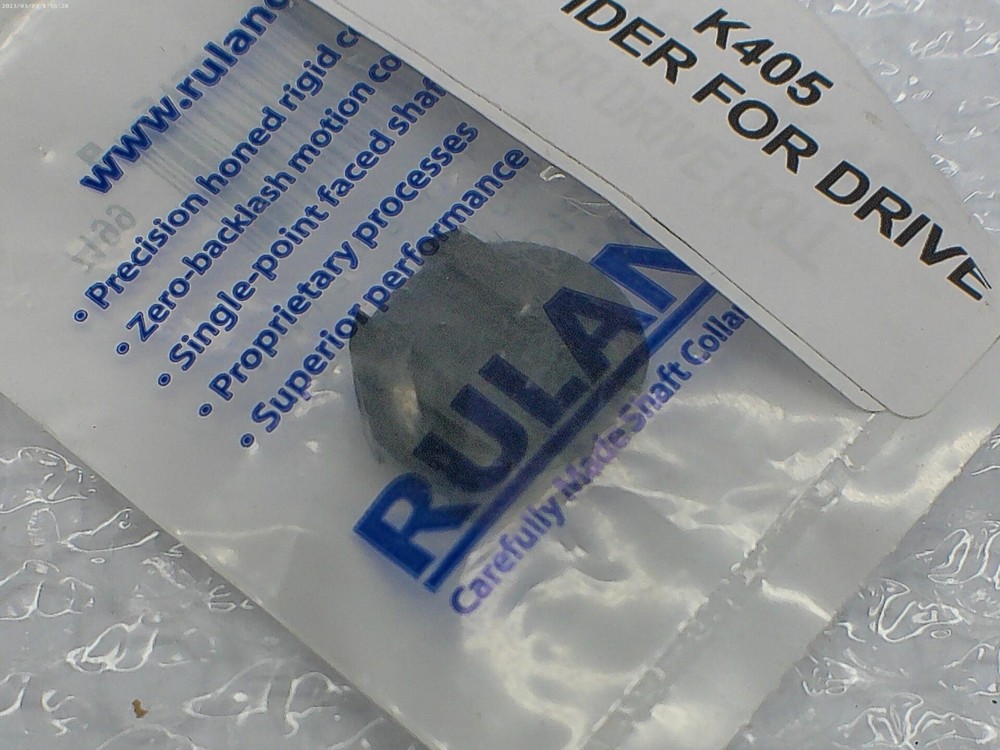 K405
IDER FOR DRIVE
www.rulan
• Precision honed rigid c
• Zero-backlash motion co
• Single-point faced shaf
• Proprietary processes
• Superior performance
RULAN
Carefully Made Shaft Colla